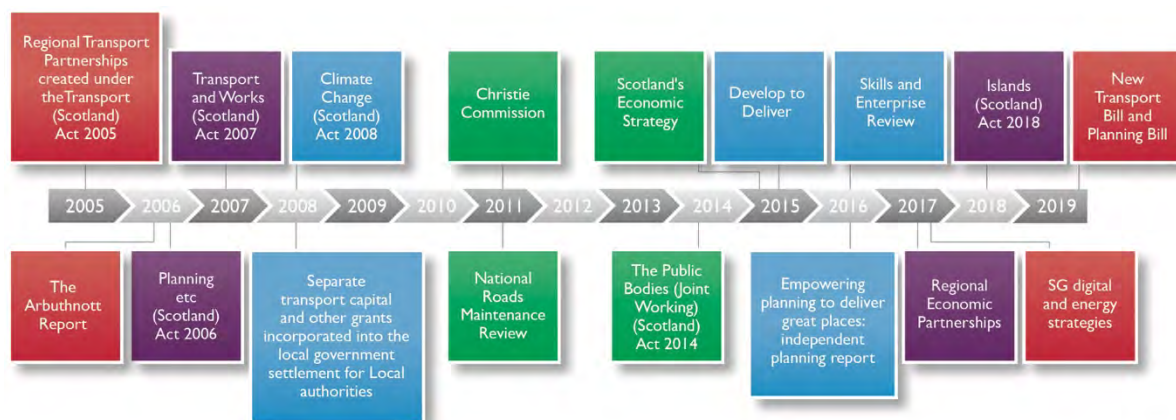 Regional Transport
Partnerships
created under
theTransport
(Scotland)
Act 2005
Transport
and Works
(Scotland)
Act 2007
Climate
Change
(Scotland)
Act 2008
Christie
Commission
Scotland's
Economic
Strategy
Develop to
Deliver
Skills and
Enterprise
Review
Islands
(Scotland)
Act 2018
New
Transport
Bill and
Planning Bill
2005 2006 2007 2008 2009 2010 2011 2012 2013 2014 2015 2016 2017 2018 2019
The
Arbuthnott
Report
Planning
etc
(Scotland)
Act 2006
Separate
transport capital
and other grants
incorporated into the
local government
settlement for Local
authorities
National
Roads
Maintenance
Review
The Public
Bodies (Joint
Working)
(Scotland)
Act 2014
Empowering
planning to deliver
great places:
independent
planning report
Regional
Economic
Partnerships
SG digital
and energy
strategies